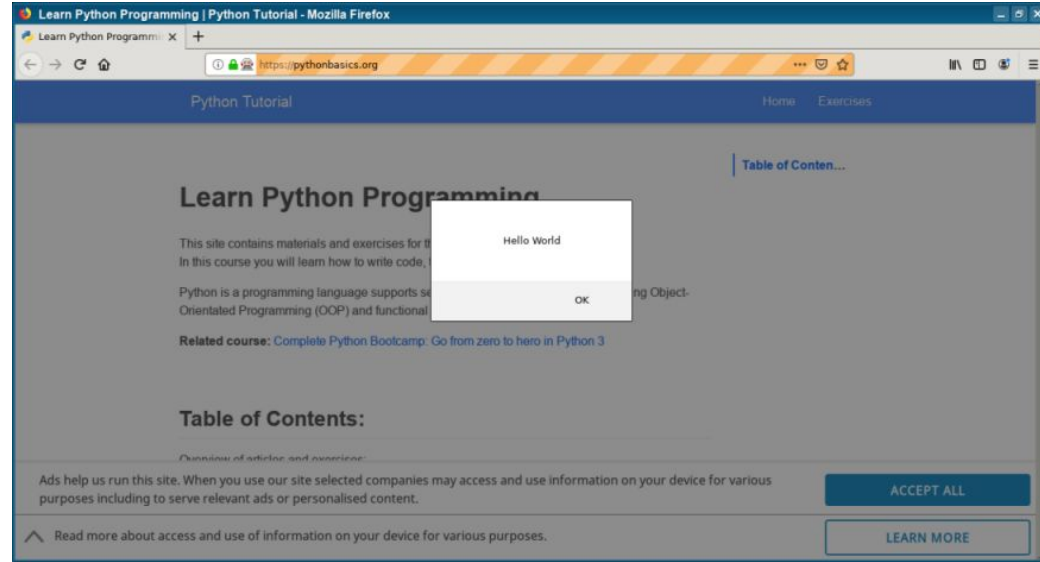 Learn Python Programming | Python Tutorial - Mozilla Firefox
Learn Python Programmi
https://pythonbasics.org
Python Tutorial
Home Exercises
Table of Conten...
Learn Python Programming
This site contains materials and exercises for
In this course you will learn how to write code,
Python is a programming language supports ng Object-
Orientated Programming (OOP) and functional
Related course: Complete Python Bootcamp: Go from zero to hero in Python 3
Hello World
OK
Table of Contents:
Overview of articles and exercises:
Ads help us run this site. When you use our site selected companies may access and use information on your device for various
purposes including to serve relevant ads or personalised content.
ACCEPT ALL
Read more about access and use of information on your device for various purposes.
LEARN MORE